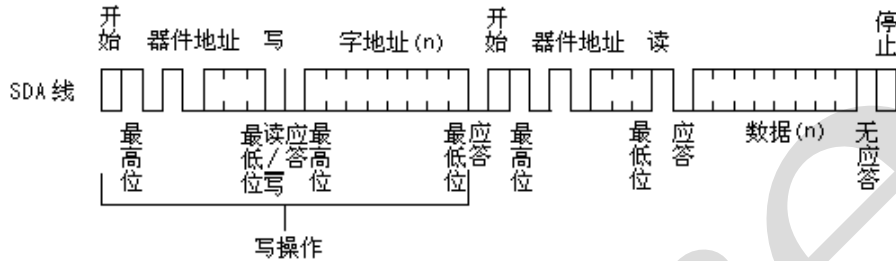 开始 器件地址 写 字地址(n) 开始 器件地址 读 停止
SDA线
最高位 最低位 读/写 应答 最高位 最低位 应答 最高位 最低位 应答 数据(n) 无应答
写操作